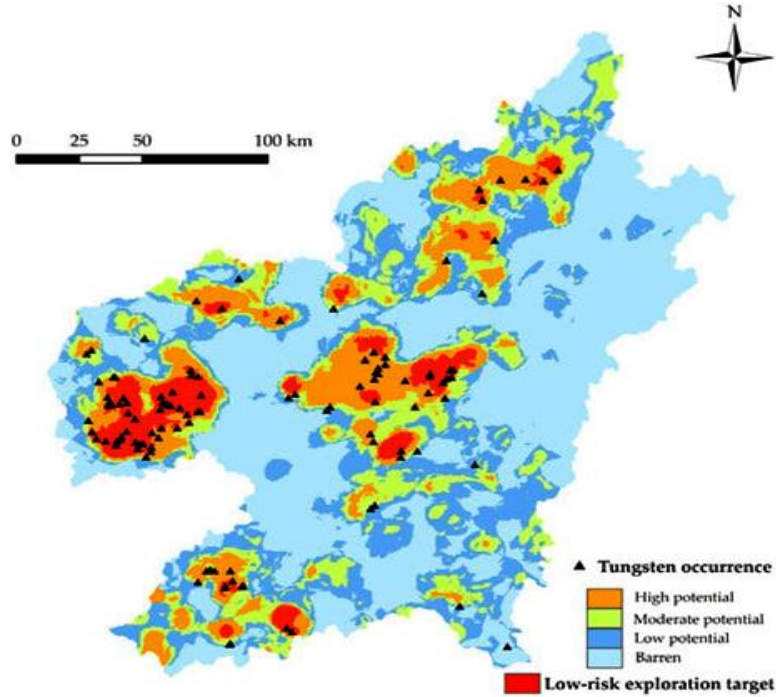 N
0 25 50 100 km
Tungsten occurrence
High potential
Moderate potential
Low potential
Barren
Low-risk exploration target